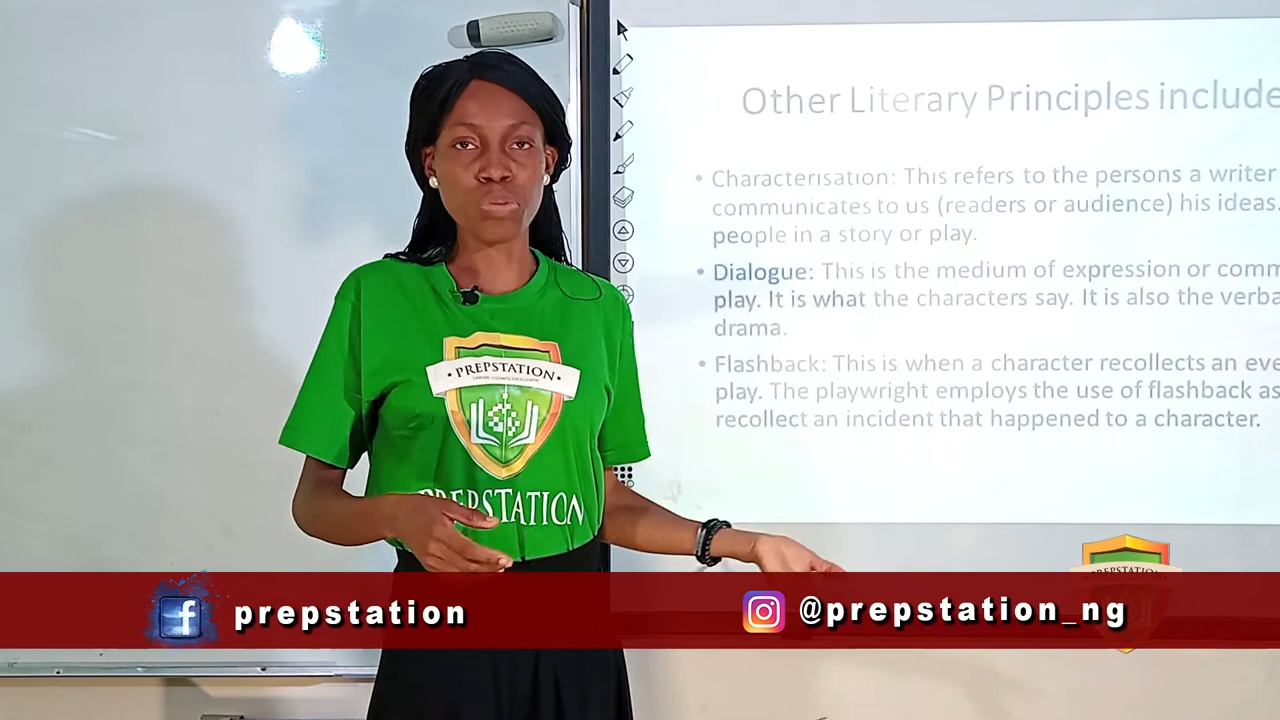 Other Literary Principles include
• Characterisation: This refers to the persons a writer
communicates to us (readers or audience) his ideas.
people in a story or play.
• Dialogue: This is the medium of expression or comm
play. It is what the characters say. It is also the verba
drama.
• Flashback: This is when a character recollects an eve
play. The playwright employs the use of flashback as
recollect an incident that happened to a character.
• PREPSTATION •
PREPSTATION
PREPSTATION
prepstation
@prepstation_ng